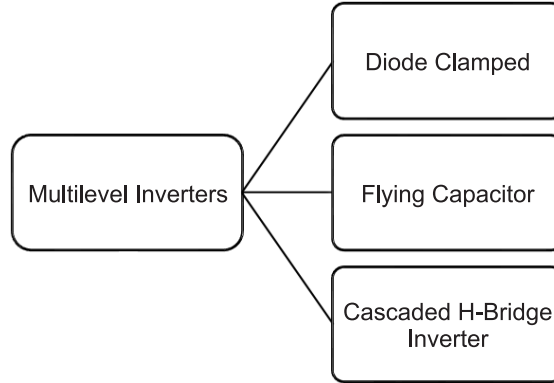 Diode Clamped
Multilevel Inverters
Flying Capacitor
Cascaded H-Bridge
Inverter